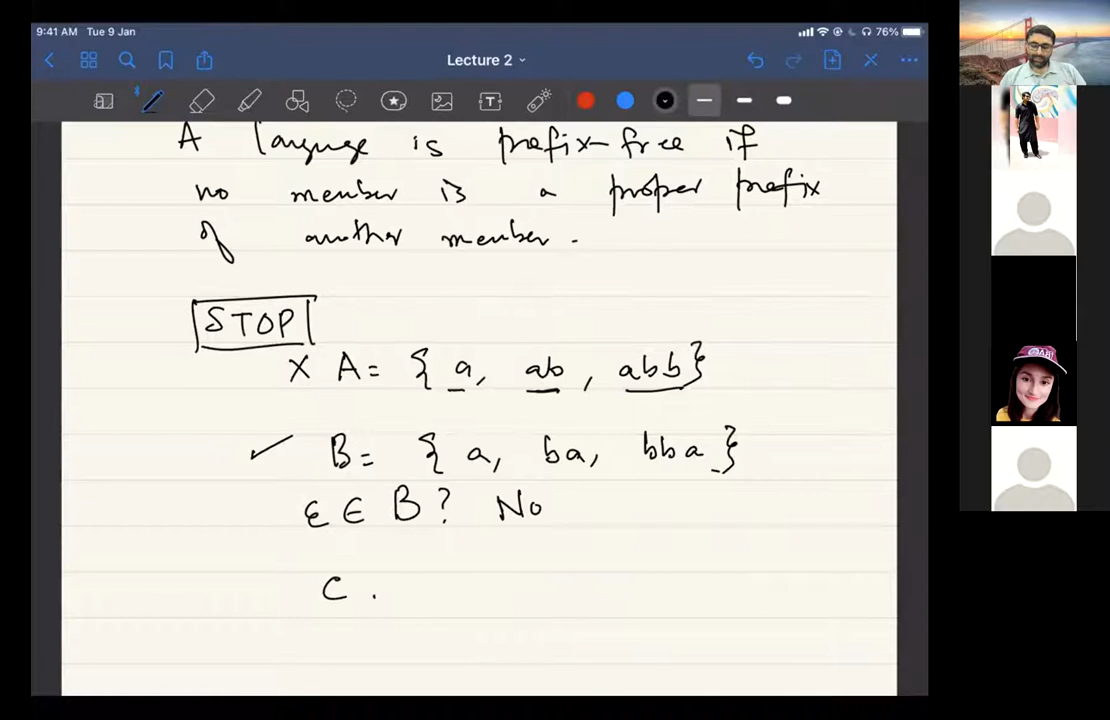 9:41 AM Tue 9 Jan
76%
Lecture 2
A language is prefix-free if
no member is a proper prefix
of another member.
STOP
X A = { a, ab, abb}
✓ B = { a, ba, bba}
ε ∈ B? No
C .